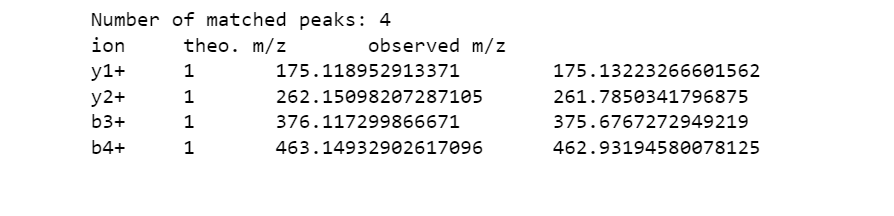 Number of matched peaks: 4
ion theo. m/z observed m/z
y1+ 1 175.118952913371 175.13223266601562
y2+ 1 262.15098207287105 261.7850341796875
b3+ 1 376.117299866671 375.6767272949219
b4+ 1 463.14932902617096 462.93194580078125